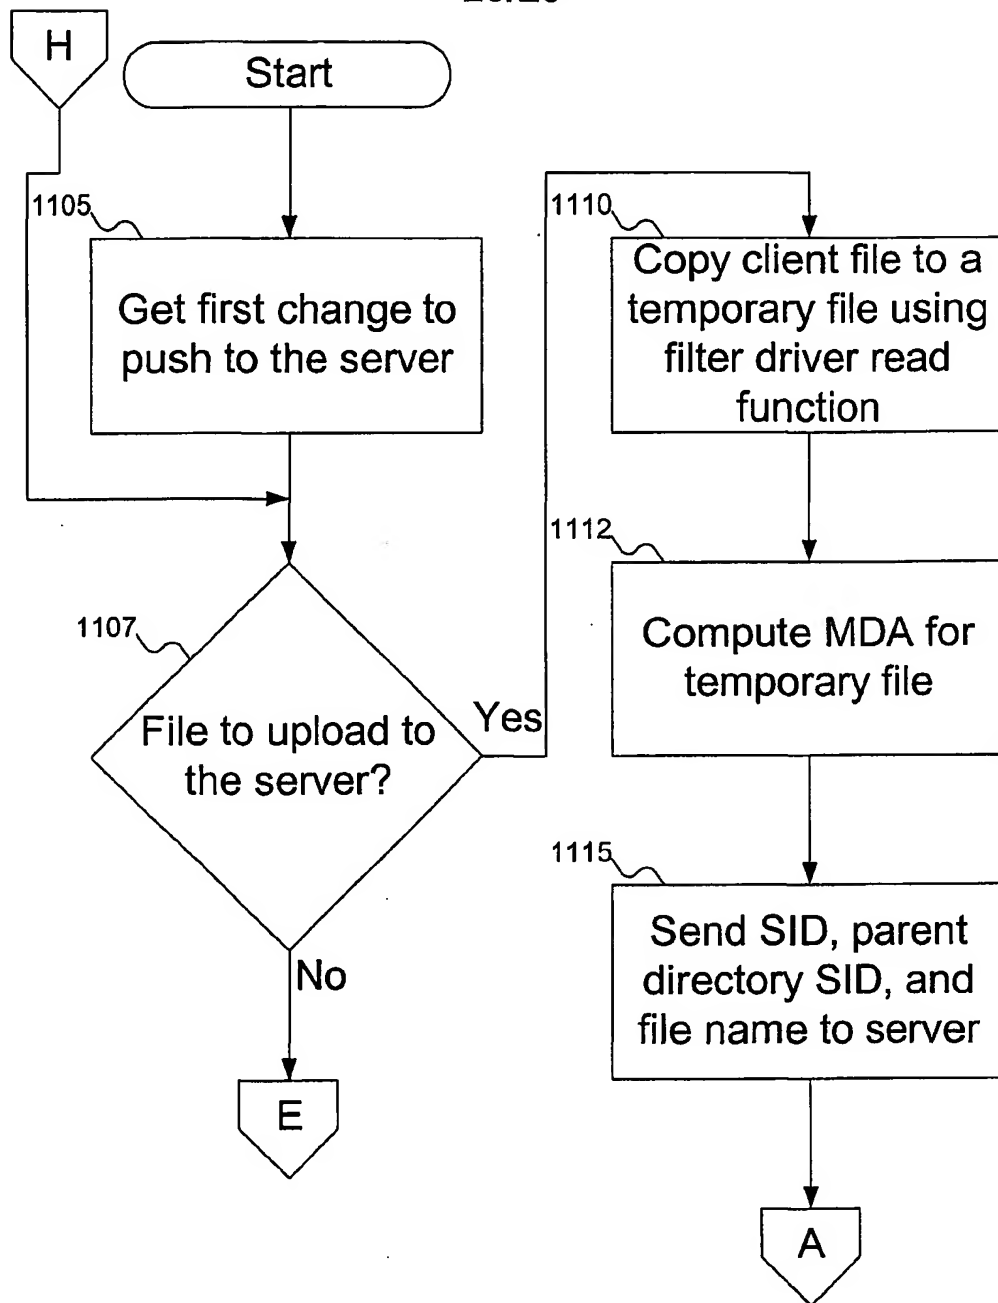 H
Start
1105
Get first change to
push to the server
1107
File to upload to
the server?
Yes
No
E
1110
Copy client file to a
temporary file using
filter driver read
function
1112
Compute MDA for
temporary file
1115
Send SID, parent
directory SID, and
file name to server
A